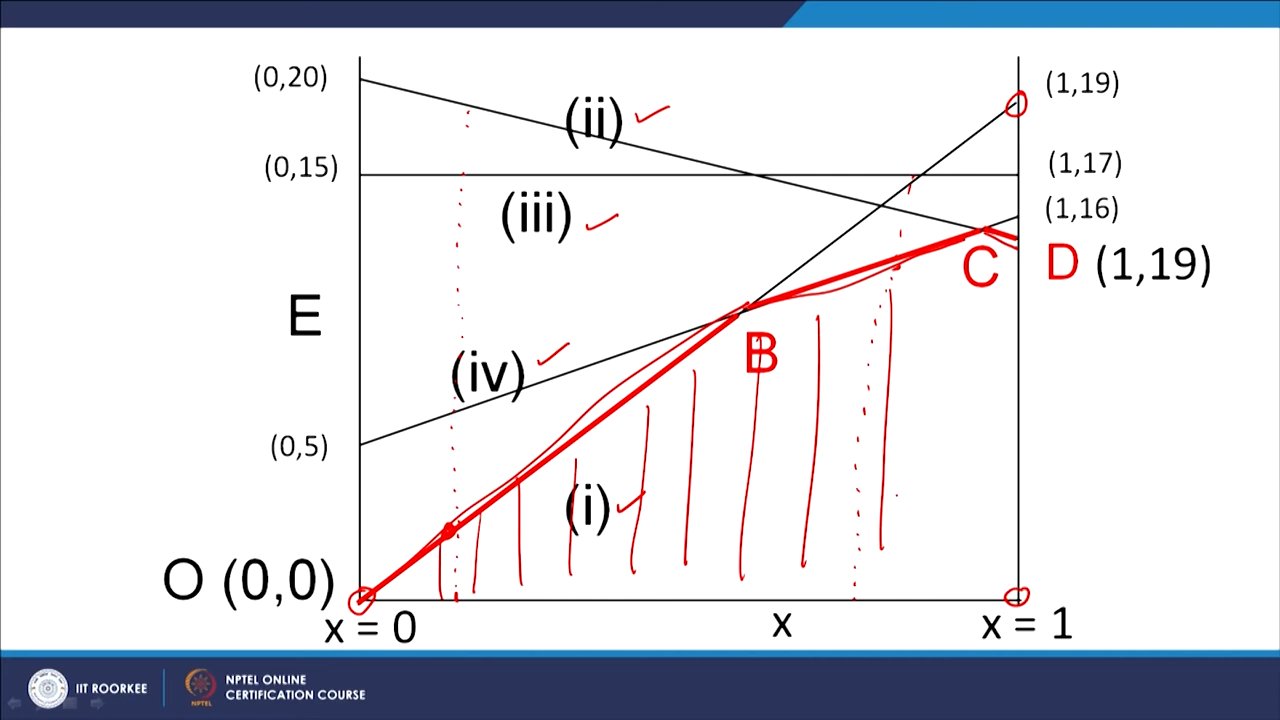 (0,20)
(1,19)
(ii)
(0,15)
(1,17)
(iii)
(1,16)
C
D (1,19)
E
B
(iv)
(0,5)
(i)
O (0,0)
x = 0
x
x = 1
IIT ROORKEE
NPTEL ONLINE
CERTIFICATION COURSE
NPTEL